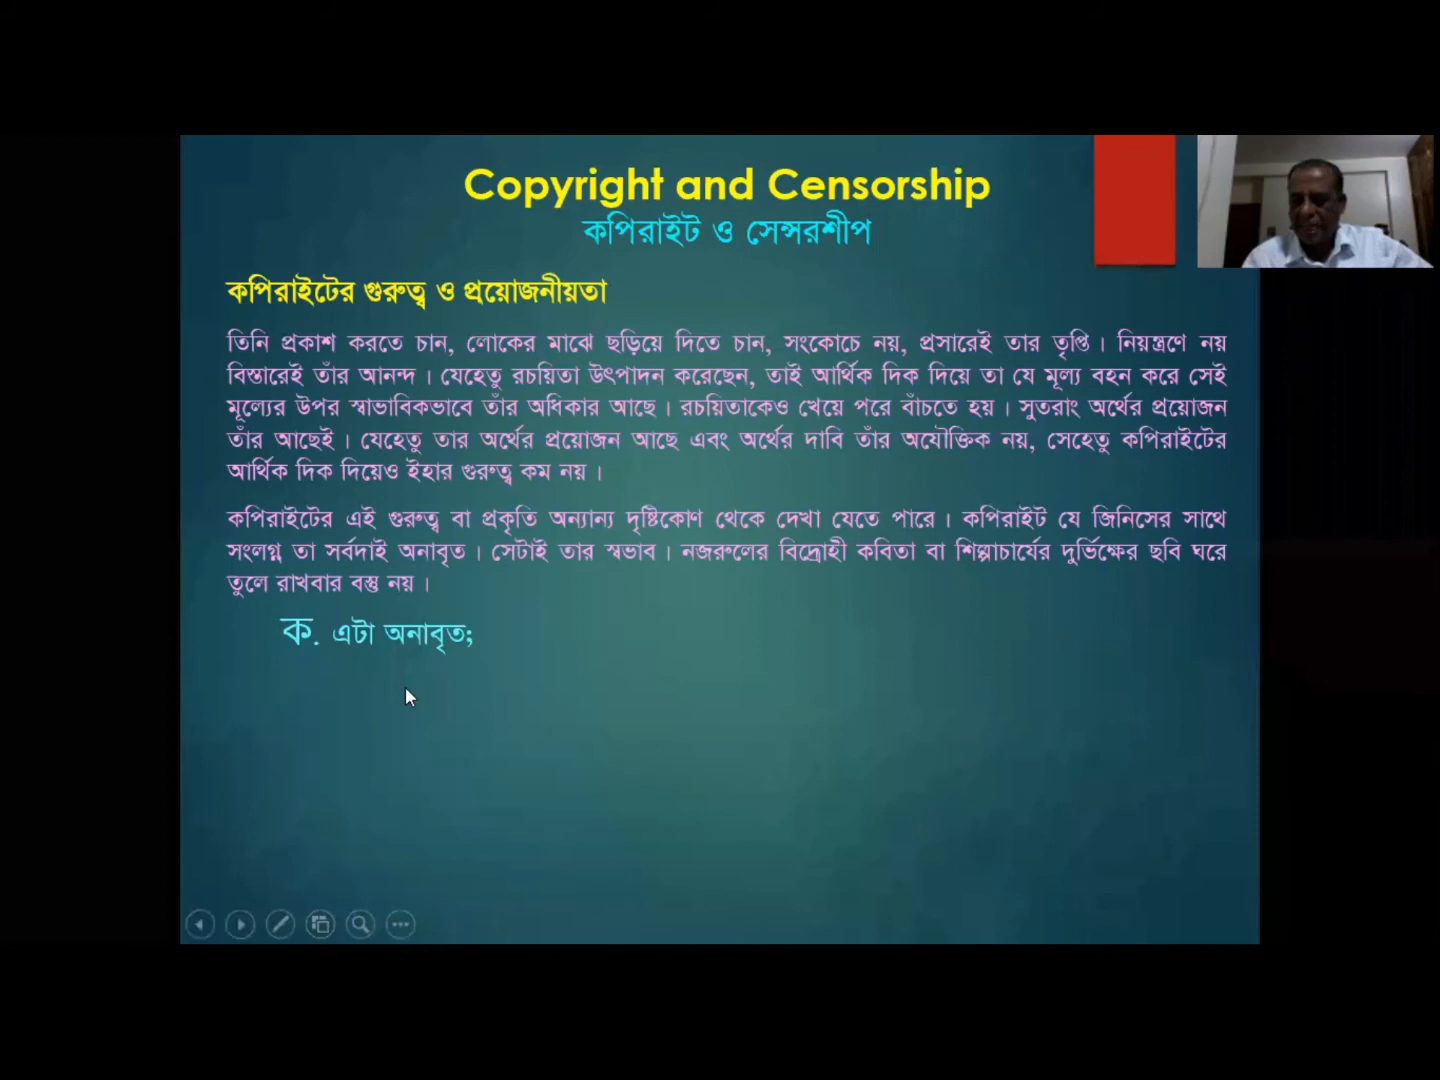 Copyright and Censorship
কপিরাইট ও সেন্সরশীপ
কপিরাইটের গুরুত্ব ও প্রয়োজনীয়তা
তিনি প্রকাশ করতে চান, লোকের মাঝে ছড়িয়ে দিতে চান, সংকোচে নয়, প্রসারেই তার তৃপ্তি। নিয়ন্ত্রণে নয়
বিস্তারেই তাঁর আনন্দ। যেহেতু রচয়িতা উৎপাদন করেছেন, তাই আর্থিক দিক দিয়ে তা যে মূল্য বহন করে সেই
মূল্যের উপর স্বাভাবিকভাবে তাঁর অধিকার আছে। রচয়িতাকেও খেয়ে পরে বাঁচতে হয়। সুতরাং অর্থের প্রয়োজন
তাঁর আছেই। যেহেতু তার অর্থের প্রয়োজন আছে এবং অর্থের দাবি তাঁর অযৌক্তিক নয়, সেহেতু কপিরাইটের
আর্থিক দিক দিয়েও ইহার গুরুত্ব কম নয়।
কপিরাইটের এই গুরুত্ব বা প্রকৃতি অন্যান্য দৃষ্টিকোণ থেকে দেখা যেতে পারে। কপিরাইট যে জিনিসের সাথে
সংলগ্ন তা সর্বদাই অনাবৃত। সেটাই তার স্বভাব। নজরুলের বিদ্রোহী কবিতা বা শিল্পাচার্যের দুর্ভিক্ষের ছবি ঘরে
তুলে রাখবার বস্তু নয়।
ক. এটা অনাবৃত;